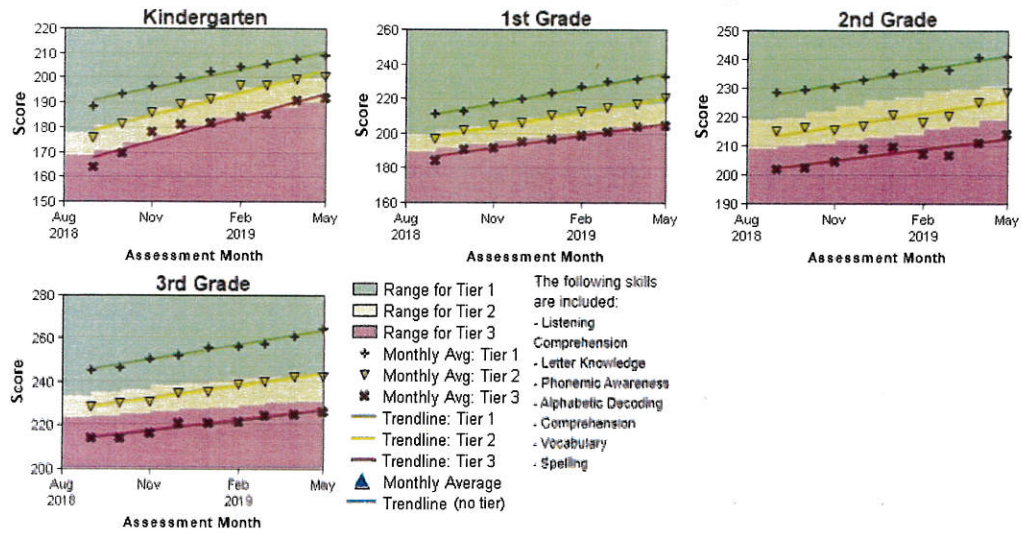 Kindergarten
220
210
200
190
180
170
160
150
Score
Aug
2018
Nov
Feb
2019
May
Assessment Month
1st Grade
260
240
220
200
180
160
Score
Aug
2018
Nov
Feb
2019
May
Assessment Month
2nd Grade
250
240
230
220
210
200
190
Score
Aug
2018
Nov
Feb
2019
May
Assessment Month
3rd Grade
280
260
240
220
200
Score
Aug
2018
Nov
Feb
2019
May
Assessment Month
Range for Tier 1
Range for Tier 2
Range for Tier 3
Monthly Avg: Tier 1
Monthly Avg: Tier 2
Monthly Avg: Tier 3
Trendline: Tier 1
Trendline: Tier 2
Trendline: Tier 3
Monthly Average
Trendline (no tier)
The following skills
are included:
- Listening
Comprehension
- Letter Knowledge
- Phonemic Awareness
- Alphabetic Decoding
- Comprehension
- Vocabulary
- Spelling